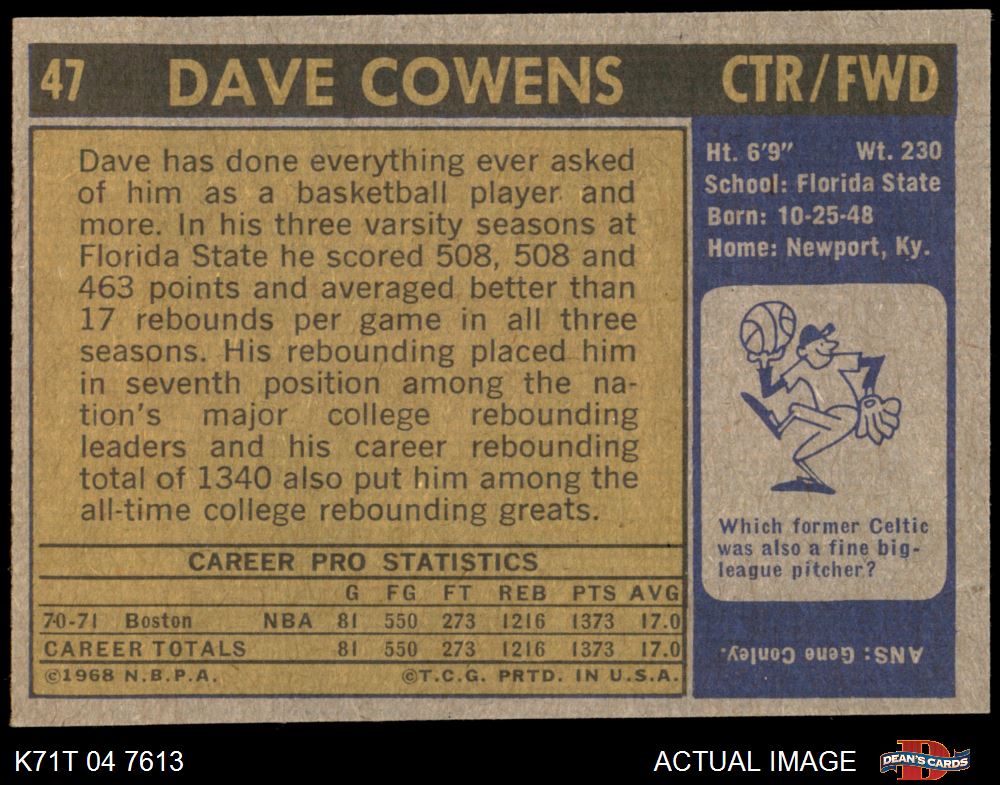 47 DAVE COWENS CTR/FWD
Dave has done everything ever asked
of him as a basketball player and
more. In his three varsity seasons at
Florida State he scored 508, 508 and
463 points and averaged better than
17 rebounds per game in all three
seasons. His rebounding placed him
in seventh position among the na-
tion's major college rebounding
leaders and his career rebounding
total of 1340 also put him among the
all-time college rebounding greats.
CAREER PRO STATISTICS
G FG FT REB PTS AVG
70-71 Boston NBA 81 550 273 1216 1373 17.0
CAREER TOTALS 81 550 273 1216 1373 17.0
©1968 N.B.P.A. ©T.C.G. PRTD. IN U.S.A.
Ht. 6'9" Wt. 230
School: Florida State
Born: 10-25-48
Home: Newport, Ky.
Which former Celtic
was also a fine big-
league pitcher?
ANS: Gene Conley.
K71T 04 7613 ACTUAL IMAGE
D
DEAN'S CARDS